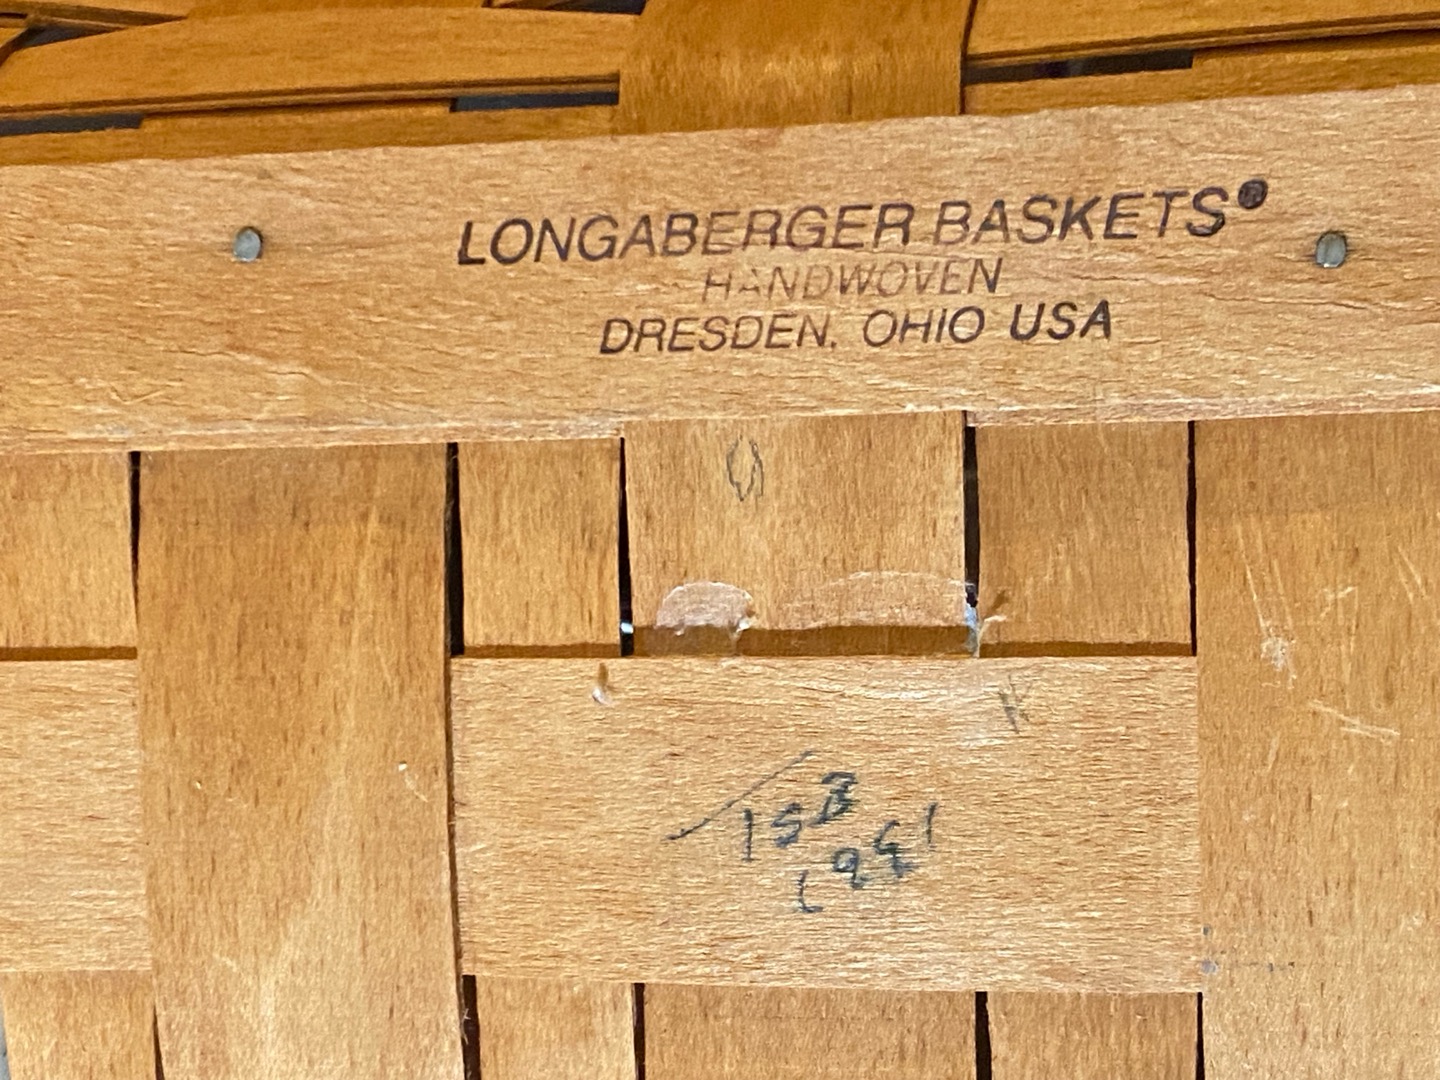 LONGABERGER BASKETS®
HANDWOVEN
DRESDEN, OHIO USA